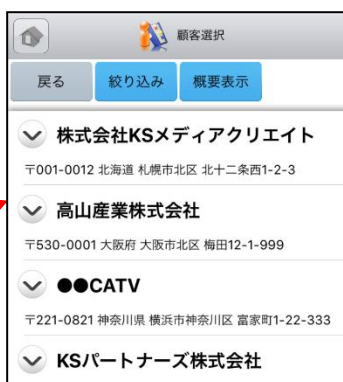 顧客選択
戻る 絞り込み 概要表示
株式会社KSメディアクリエイト
〒001-0012 北海道 札幌市北区 北十二条西1-2-3
高山産業株式会社
〒530-0001 大阪府 大阪市北区 梅田12-1-999
●●CATV
〒221-0821 神奈川県 横浜市神奈川区 富家町1-22-333
KSパートナーズ株式会社